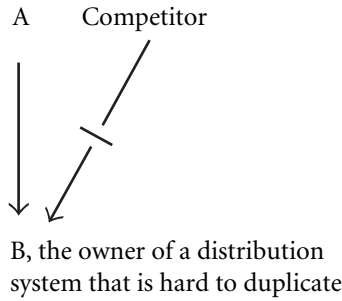 A Competitor
B, the owner of a distribution
system that is hard to duplicate